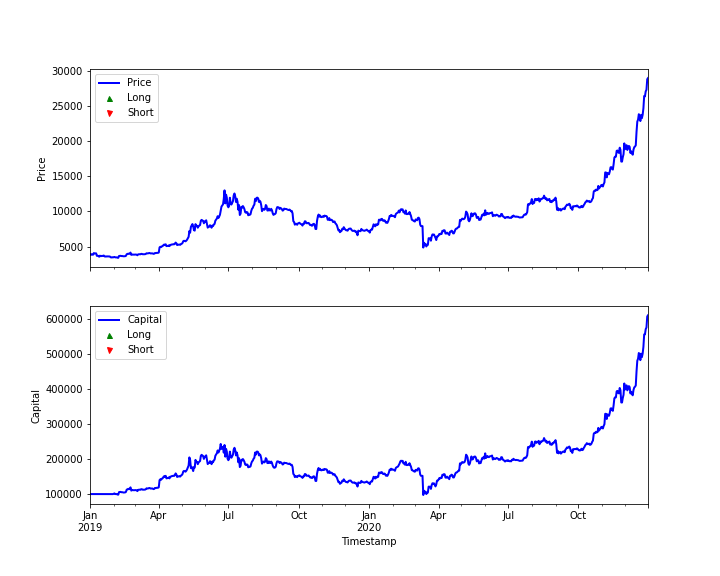 30000
25000
20000
15000
10000
5000
Price
Price
Long
Short
600000
500000
400000
300000
200000
100000
Capital
Capital
Long
Short
Jan Apr Jul Oct Jan Apr Jul Oct
2019 2020
Timestamp